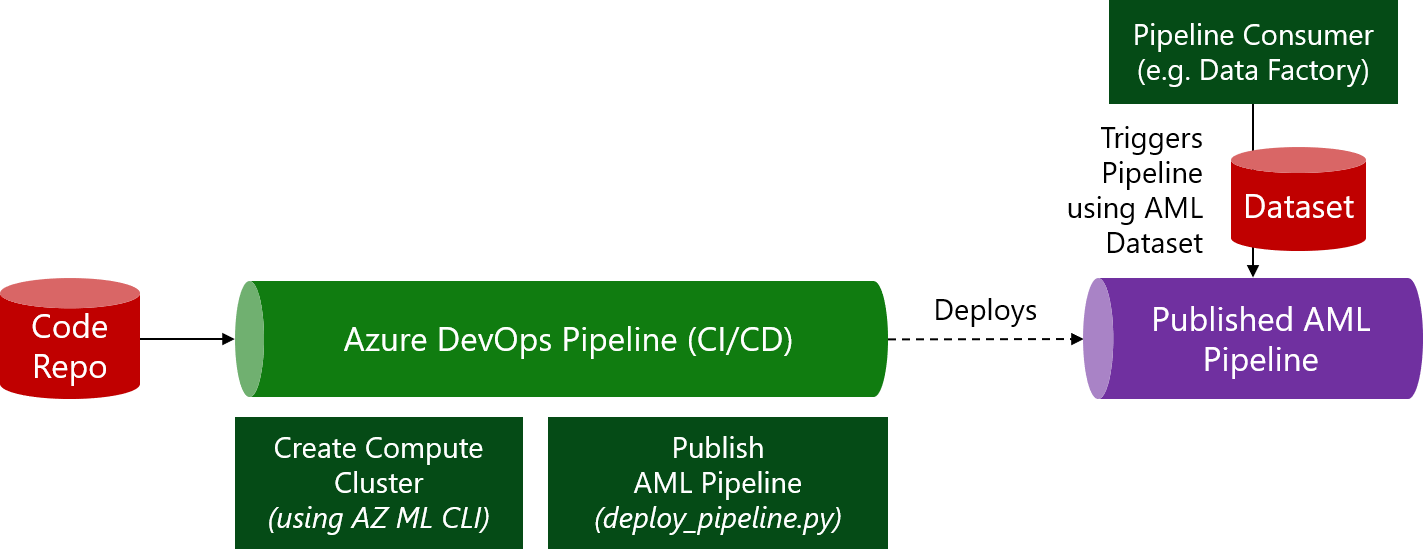 Pipeline Consumer
(e.g. Data Factory)
Triggers
Pipeline
using AML
Dataset
Dataset
Code
Repo
Azure DevOps Pipeline (CI/CD)
Deploys
Published AML
Pipeline
Create Compute
Cluster
(using AZ ML CLI)
Publish
AML Pipeline
(deploy_pipeline.py)